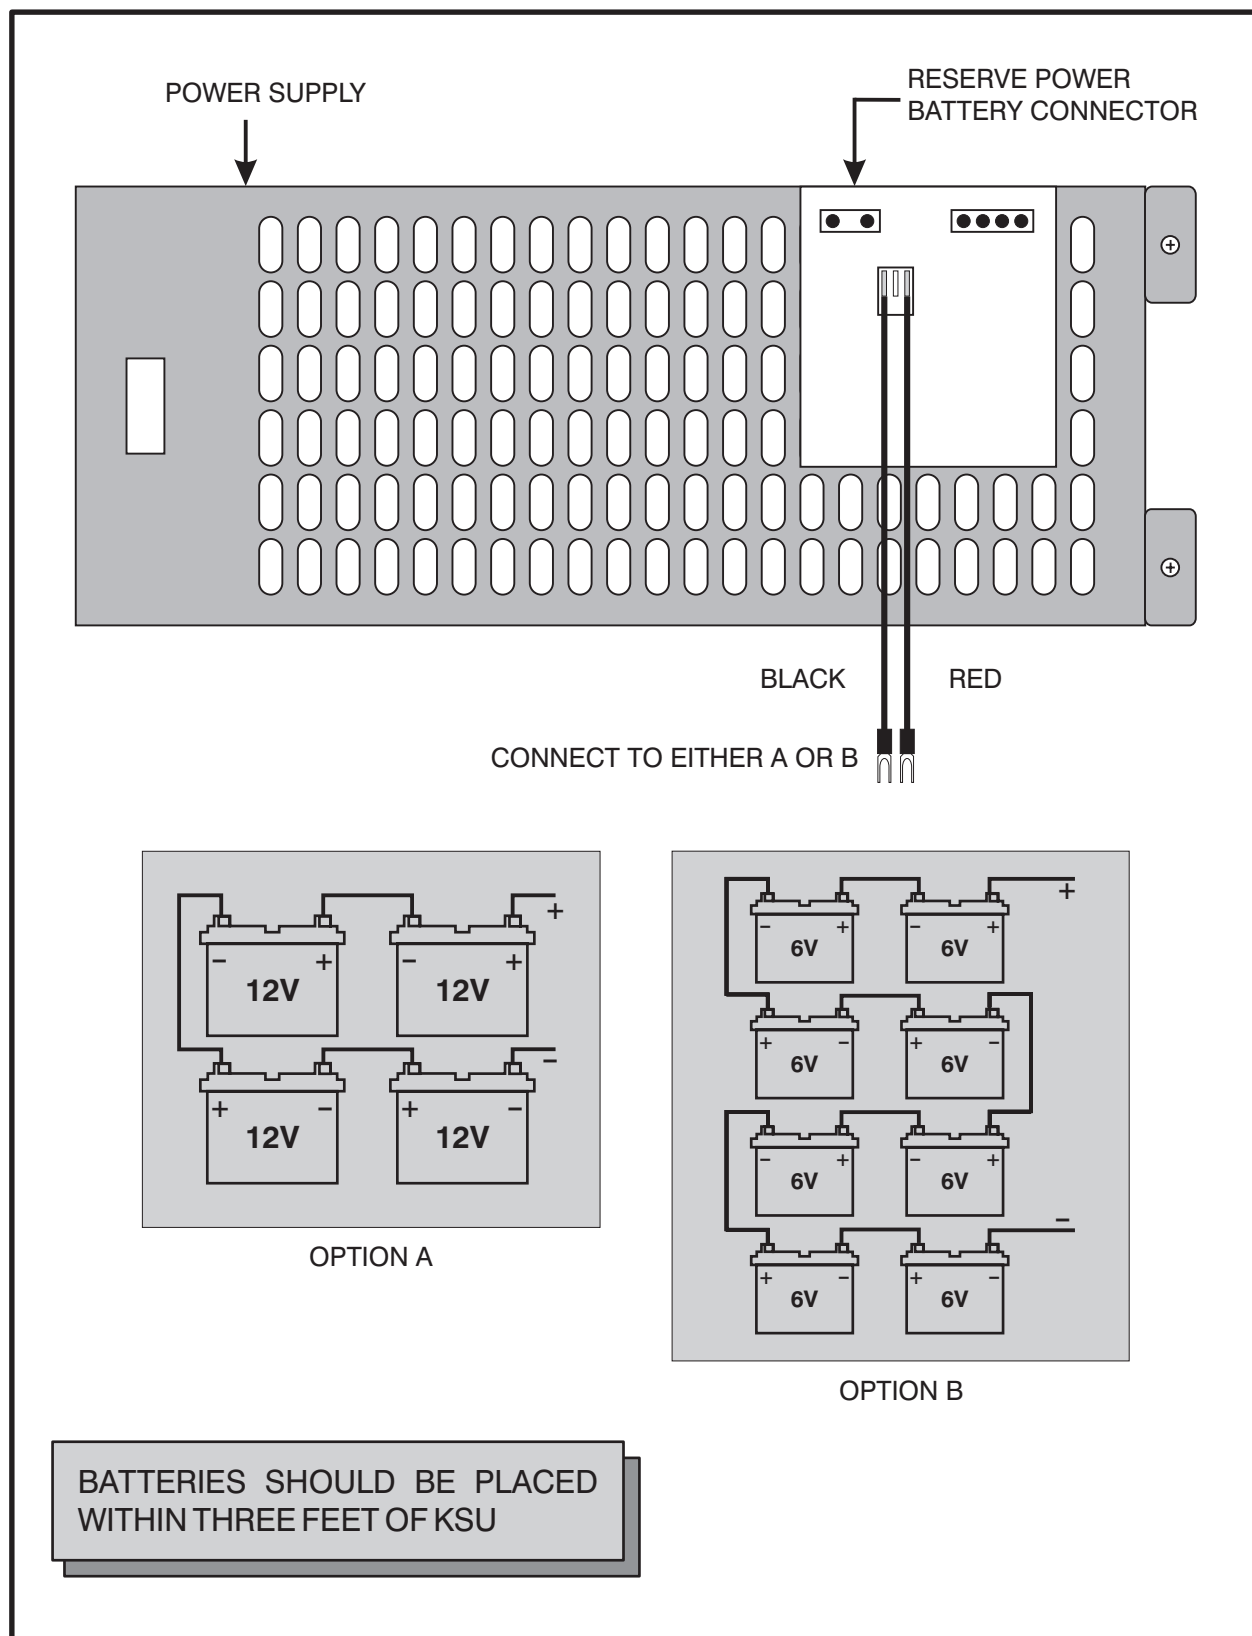 POWER SUPPLY
RESERVE POWER
BATTERY CONNECTOR
BLACK
RED
CONNECT TO EITHER A OR B
+
− + − +
12V 12V
−
+ − + −
12V 12V
OPTION A
+
− + − +
6V 6V
+ − + −
6V 6V
− + − +
6V 6V
−
+ − + −
6V 6V
OPTION B
BATTERIES SHOULD BE PLACED
WITHIN THREE FEET OF KSU